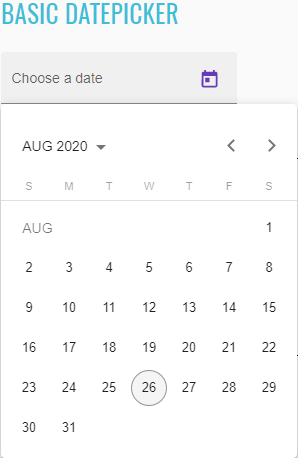 BASIC DATEPICKER
Choose a date
AUG 2020
S M T W T F S
AUG 1
2 3 4 5 6 7 8
9 10 11 12 13 14 15
16 17 18 19 20 21 22
23 24 25 26 27 28 29
30 31